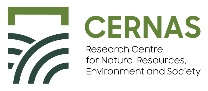 CERNAS
Research Centre
for Natural Resources,
Environment and Society